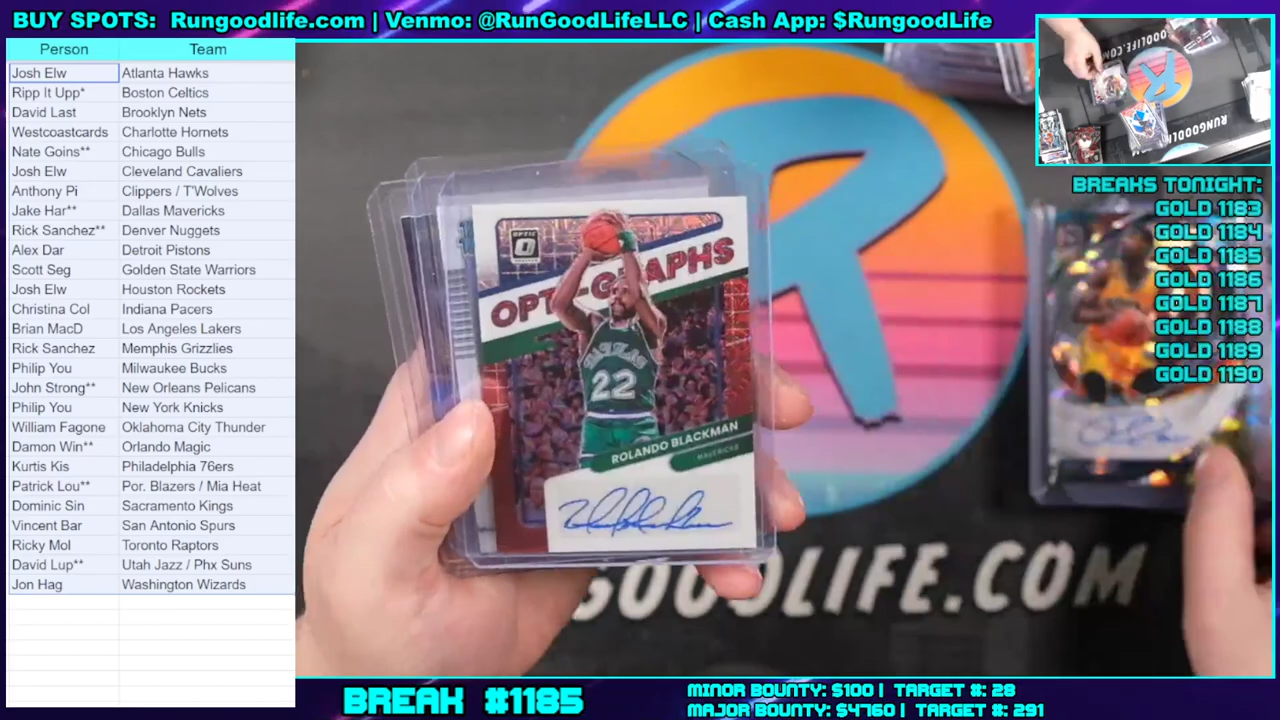 BUY SPOTS: Rungoodlife.com | Venmo: @RunGoodLifeLLC | Cash App: $RungoodLife
Person Team
Josh Elw Atlanta Hawks
Ripp It Upp* Boston Celtics
David Last Brooklyn Nets
Westcoastcards Charlotte Hornets
Nate Goins** Chicago Bulls
Josh Elw Cleveland Cavaliers
Anthony Pi Clippers / T'Wolves
Jake Har** Dallas Mavericks
Rick Sanchez** Denver Nuggets
Alex Dar Detroit Pistons
Scott Seg Golden State Warriors
Josh Elw Houston Rockets
Christina Col Indiana Pacers
Brian MacD Los Angeles Lakers
Rick Sanchez Memphis Grizzlies
Philip You Milwaukee Bucks
John Strong** New Orleans Pelicans
Philip You New York Knicks
William Fagone Oklahoma City Thunder
Damon Win** Orlando Magic
Kurtis Kis Philadelphia 76ers
Patrick Lou** Por. Blazers / Mia Heat
Dominic Sin Sacramento Kings
Vincent Bar San Antonio Spurs
Ricky Mol Toronto Raptors
David Lup** Utah Jazz / Phx Suns
Jon Hag Washington Wizards
OPTIC
OPTI-GRAPHS
DALLAS
22
ROLANDO BLACKMAN
MAVERICKS
R
GOODLIFE.COM
OODLIFE.COM
R
RUNGOODL
BREAKS TONIGHT:
GOLD 1183
GOLD 1184
GOLD 1185
GOLD 1186
GOLD 1187
GOLD 1188
GOLD 1189
GOLD 1190
BREAK #1185
MINOR BOUNTY: $100 | TARGET #: 28
MAJOR BOUNTY: $4760 | TARGET #: 291